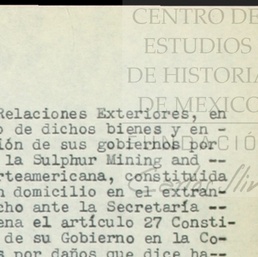 CENTRO DE
ESTUDIOS
DE HISTORIA
DE MEXICO
FUNDACIÓN
Relaciones Exteriores, en
o de dichos bienes y en -
ión de sus gobiernos por
la Sulphur Mining and --
rteamericana, constituída
n domicilio en el extran-
cho ante la Secretaría --
ena el artículo 27 Consti-
de su Gobierno en la Co-
s por daños que dice ha--